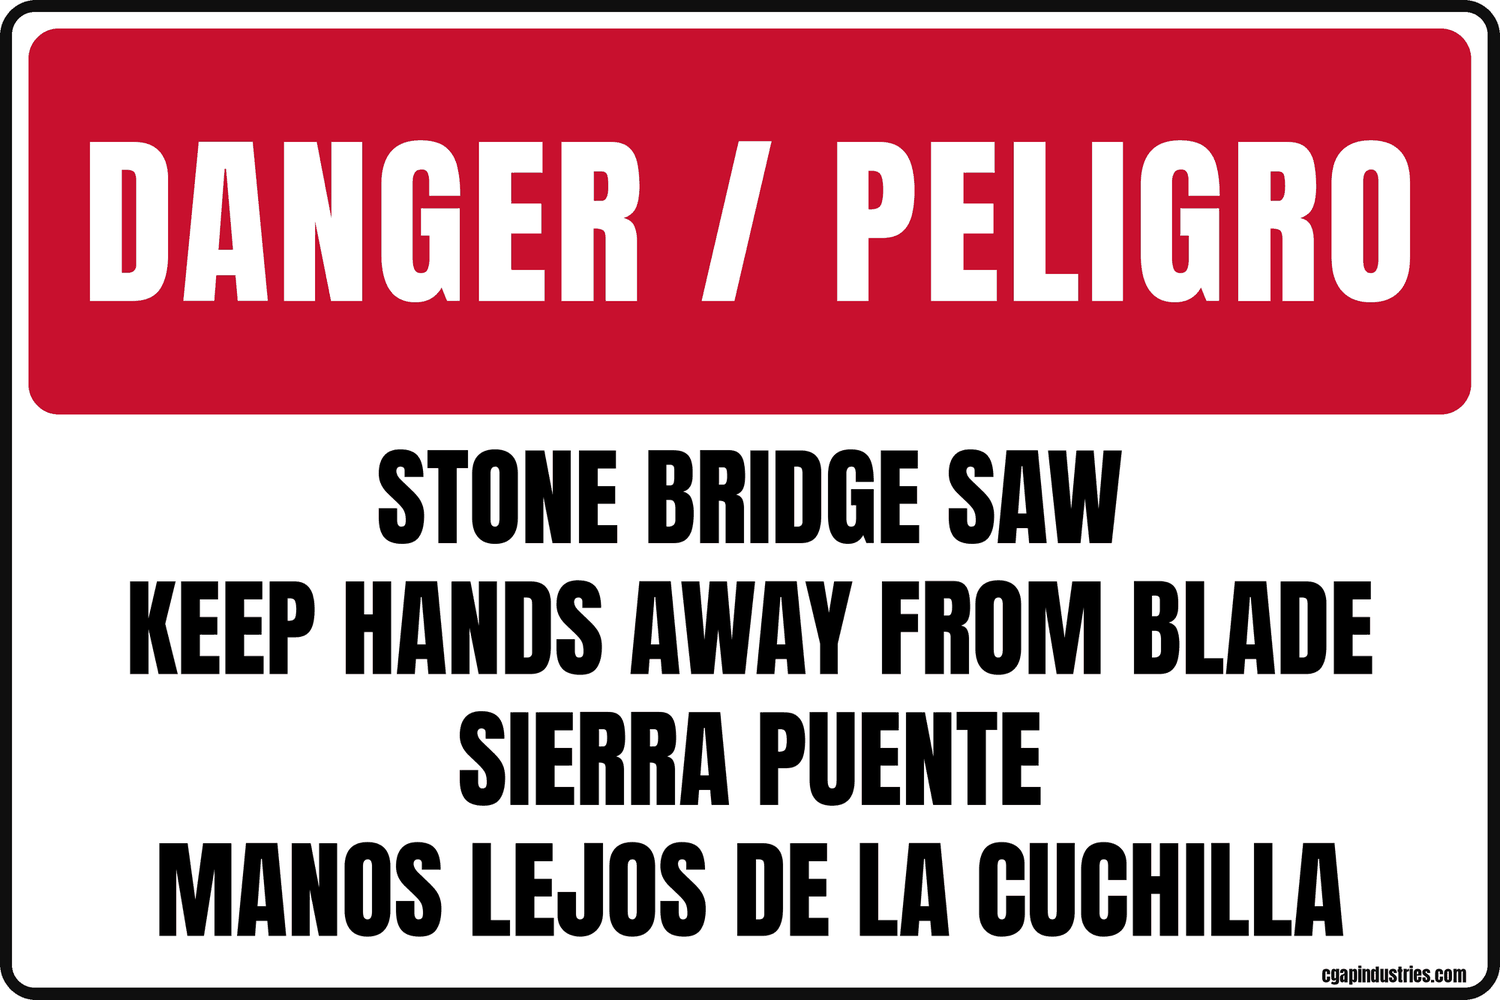 DANGER / PELIGRO
STONE BRIDGE SAW
KEEP HANDS AWAY FROM BLADE
SIERRA PUENTE
MANOS LEJOS DE LA CUCHILLA
cgapindustries.com